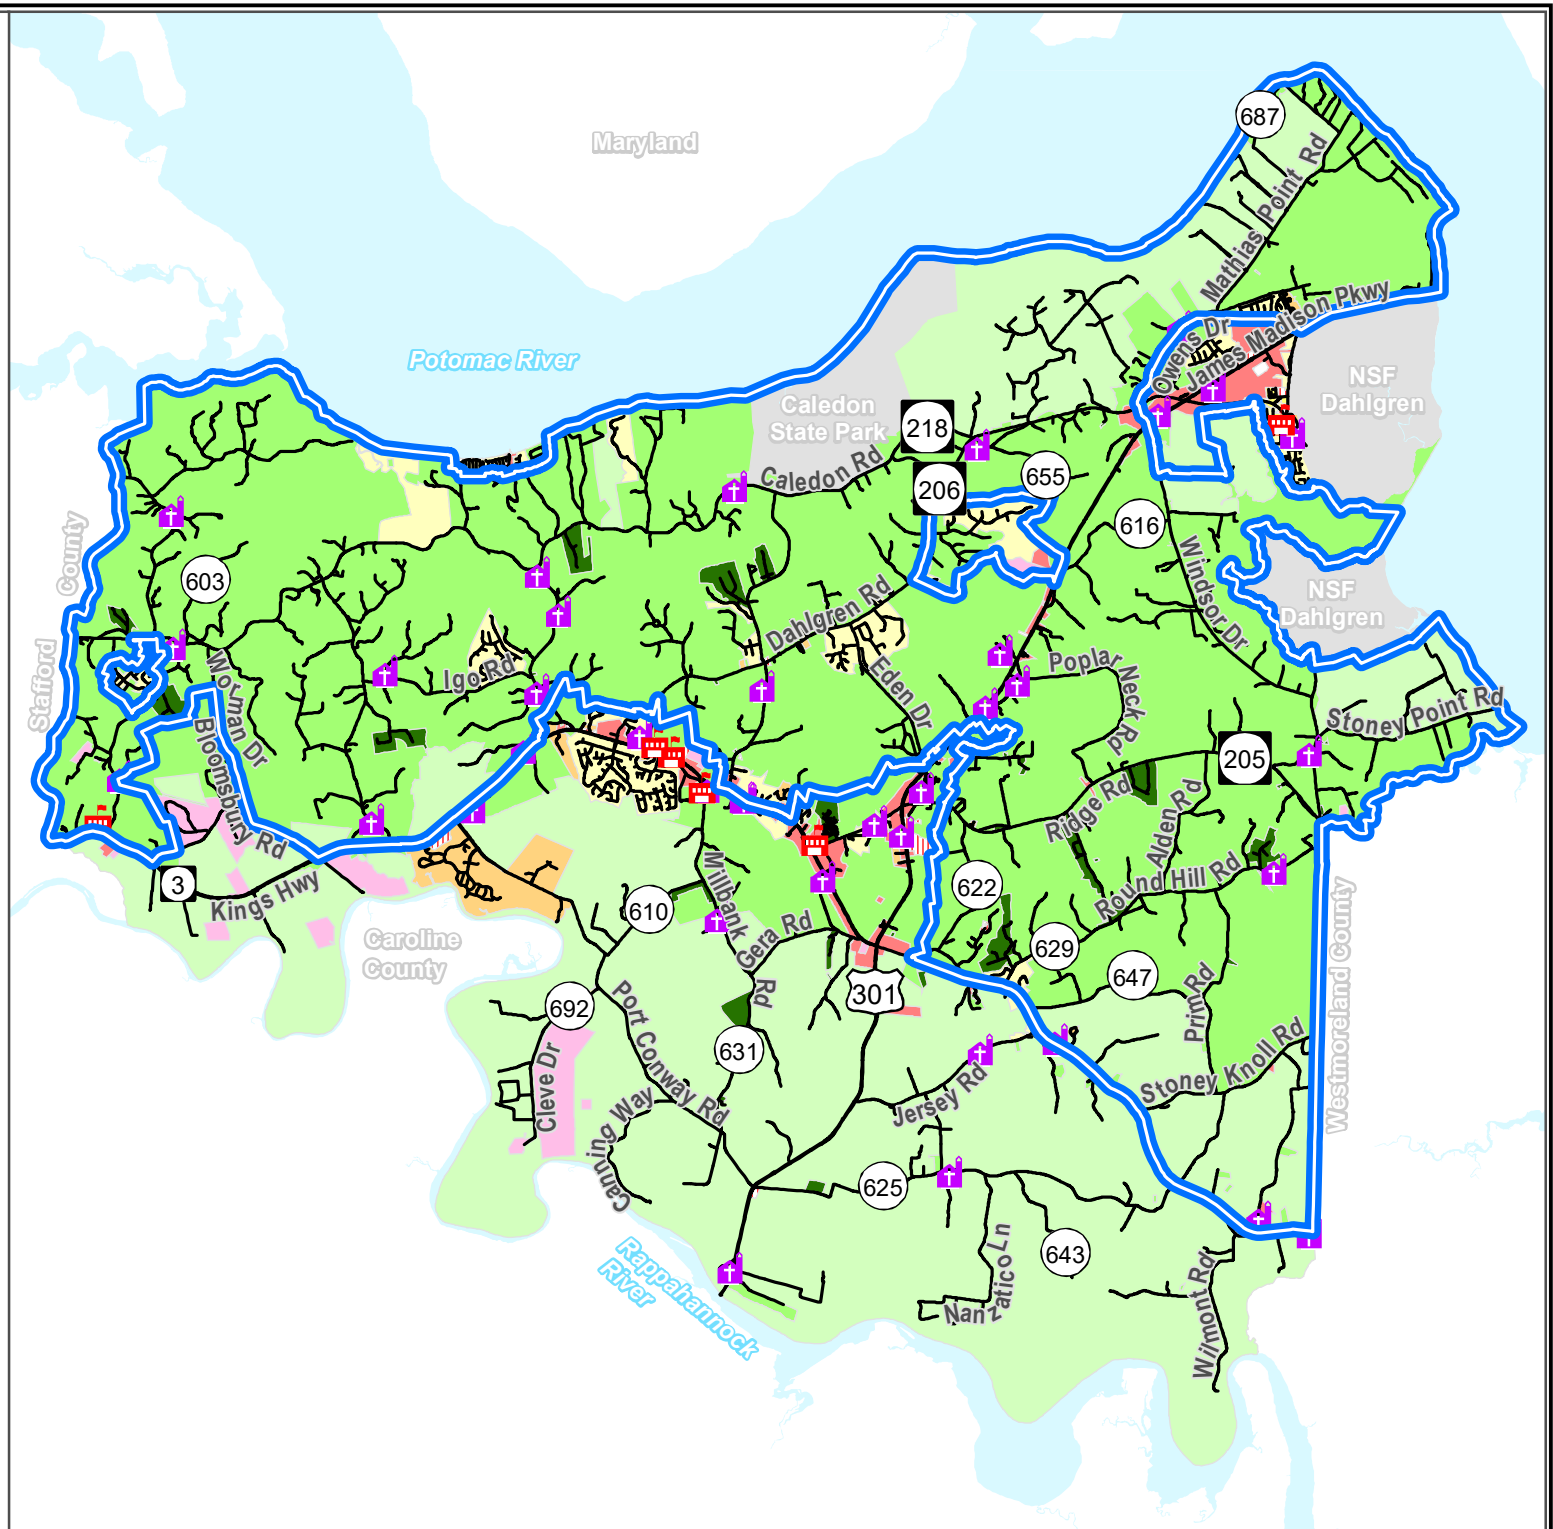 687
Maryland
Mathias Point Rd
Potomac River
Owens Dr
James Madison Pkwy
NSF
Dahlgren
Caledon
State Park
218
Caledon Rd
206
655
616
Stafford County
603
Windsor Dr
NSF
Dahlgren
Dahlgren Rd
Igo Rd
Worman Dr
Eden Dr
Poplar Neck Rd
Stoney Point Rd
Bloomsbury Rd
205
Ridge Rd
Alden Rd
3
Kings Hwy
Millbank Rd
610
622
Round Hill Rd
Caroline
County
Gera Rd
629
647
Westmoreland County
692
Port Conway Rd
301
Prim Rd
631
Cleve Dr
Stoney Knoll Rd
Jersey Rd
Canning Way
625
643
Nanzatico Ln
Rappahannock
River
Wilmont Rd